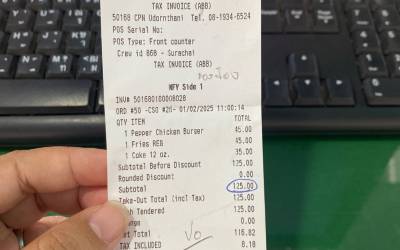 TAX INVOICE (ABB)
50168 CPN Udornthani Tel. 08-1934-6524
POS Serial No:
POS Type: Front counter
Crew id 868 - Surachai
TAX INVOICE (ABB)
NFY Side 1
INV# 501680100008028
ORD #50 -CSO #26- 01/02/2025 11:00:14
QTY ITEM TOTAL
1 Pepper Chicken Burger 45.00
1 Fries REG 45.00
1 Coke 12 oz. 35.00
Subtotal Before Discount 125.00
Rounded Discount 0.00
Subtotal 125.00
Take-Out Total (incl Tax) 125.00
Tendered 125.00
0.00
Total 116.82
TAX INCLUDED 8.18